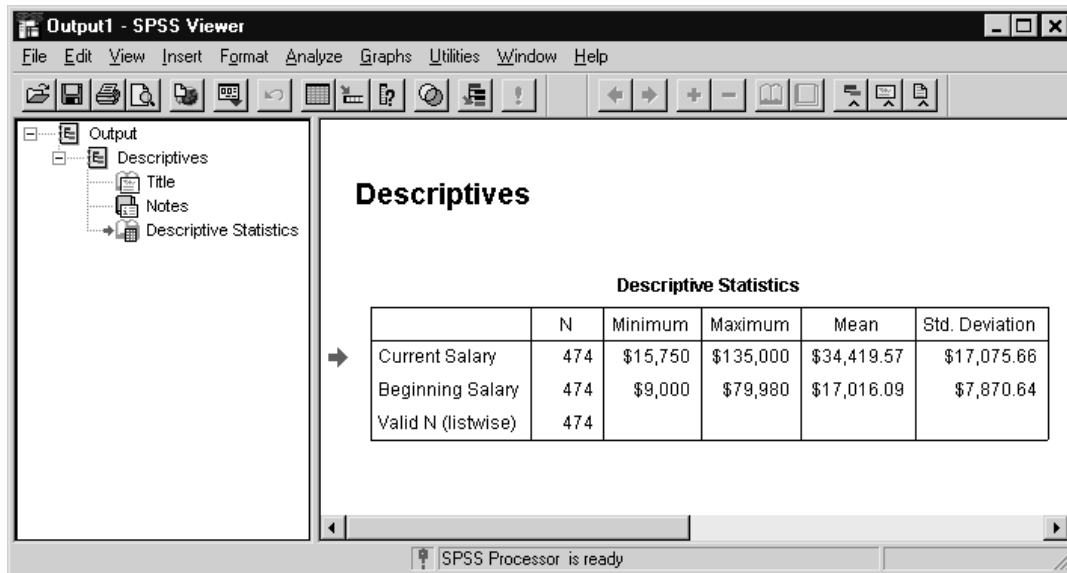 Output1 - SPSS Viewer
File Edit View Insert Format Analyze Graphs Utilities Window Help
Output
Descriptives
Title
Notes
Descriptive Statistics
Descriptives
Descriptive Statistics
N Minimum Maximum Mean Std. Deviation
Current Salary 474 $15,750 $135,000 $34,419.57 $17,075.66
Beginning Salary 474 $9,000 $79,980 $17,016.09 $7,870.64
Valid N (listwise) 474
SPSS Processor is ready